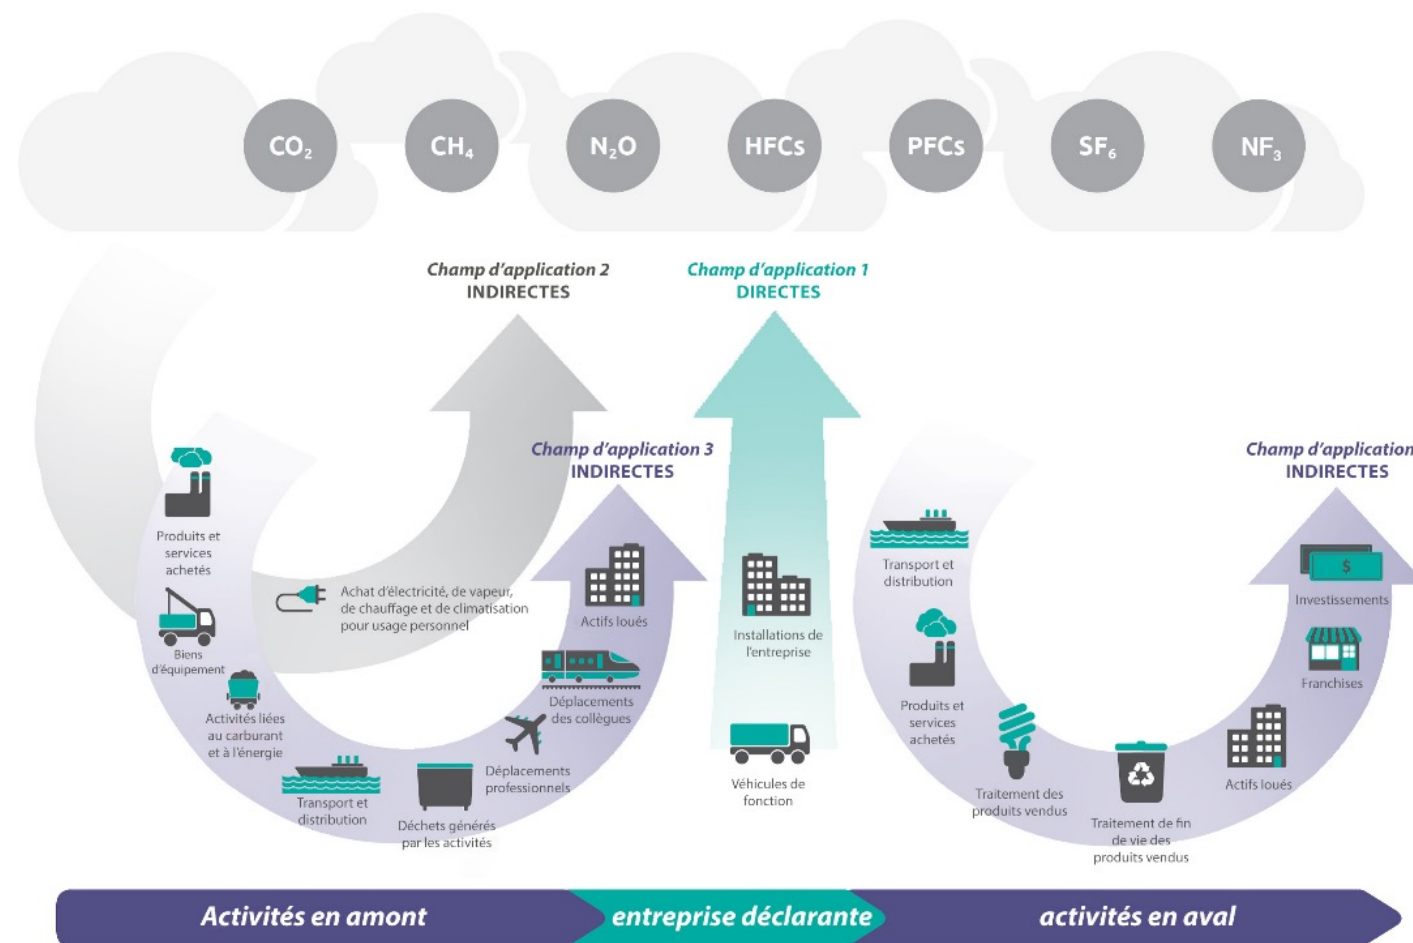 CO₂
CH₄
N₂O
HFCs
PFCs
SF₆
NF₃
Champ d'application 2
INDIRECTES
Champ d'application 1
DIRECTES
Champ d'application 3
INDIRECTES
Champ d'application
INDIRECTES
Produits et
services
achetés
Biens
d'équipement
Activités liées
au carburant
et à l'énergie
Transport et
distribution
Déchets générés
par les activités
Déplacements
professionnels
Déplacements
des collègues
Actifs loués
Achat d'électricité, de vapeur,
de chauffage et de climatisation
pour usage personnel
Installations de
l'entreprise
Véhicules de
fonction
Transport et
distribution
Produits et
services
achetés
Traitement des
produits vendus
Traitement de fin
de vie des
produits vendus
Actifs loués
Franchises
$
Investissements
Activités en amont
entreprise déclarante
activités en aval